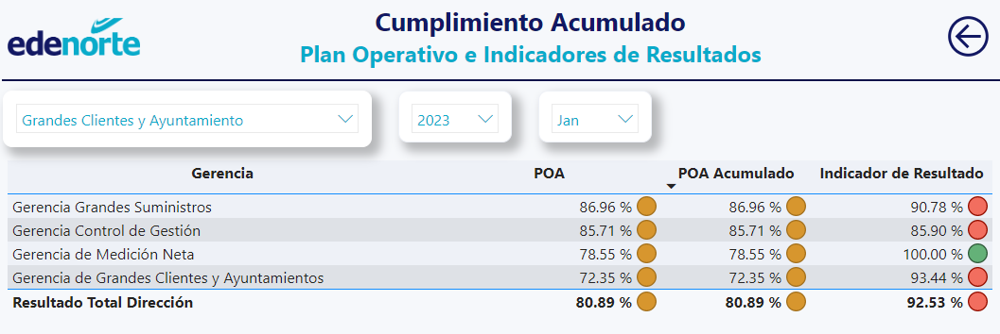 edenorte
Cumplimiento Acumulado
Plan Operativo e Indicadores de Resultados
Grandes Clientes y Ayuntamiento 2023 Jan
Gerencia POA POA Acumulado Indicador de Resultado
Gerencia Grandes Suministros 86.96 % 86.96 % 90.78 %
Gerencia Control de Gestión 85.71 % 85.71 % 85.90 %
Gerencia de Medición Neta 78.55 % 78.55 % 100.00 %
Gerencia de Grandes Clientes y Ayuntamientos 72.35 % 72.35 % 93.44 %
Resultado Total Dirección 80.89 % 80.89 % 92.53 %